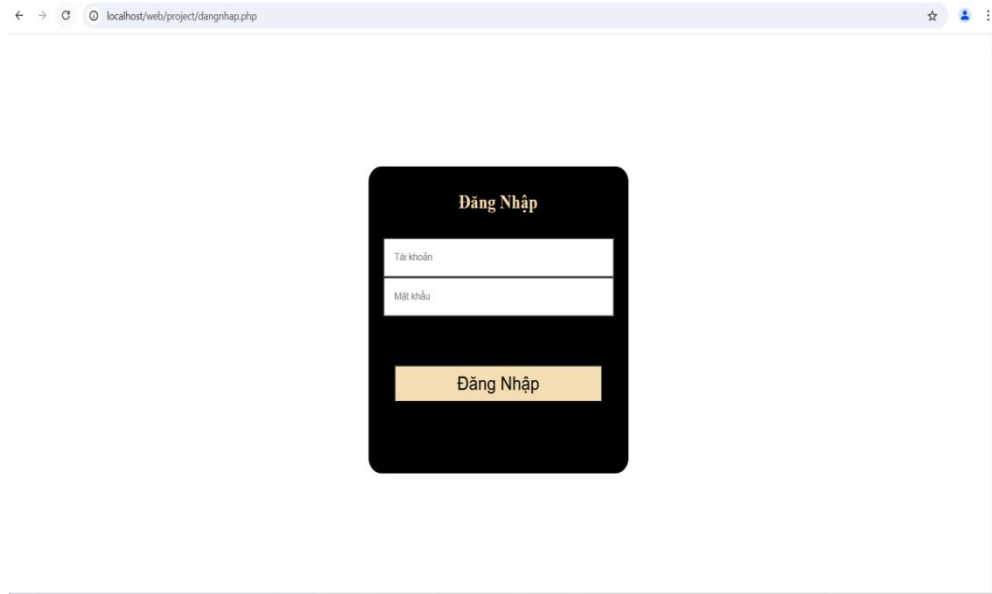 localhost/web/project/dangnhap.php
Đăng Nhập
Tài khoản
Mật khẩu
Đăng Nhập